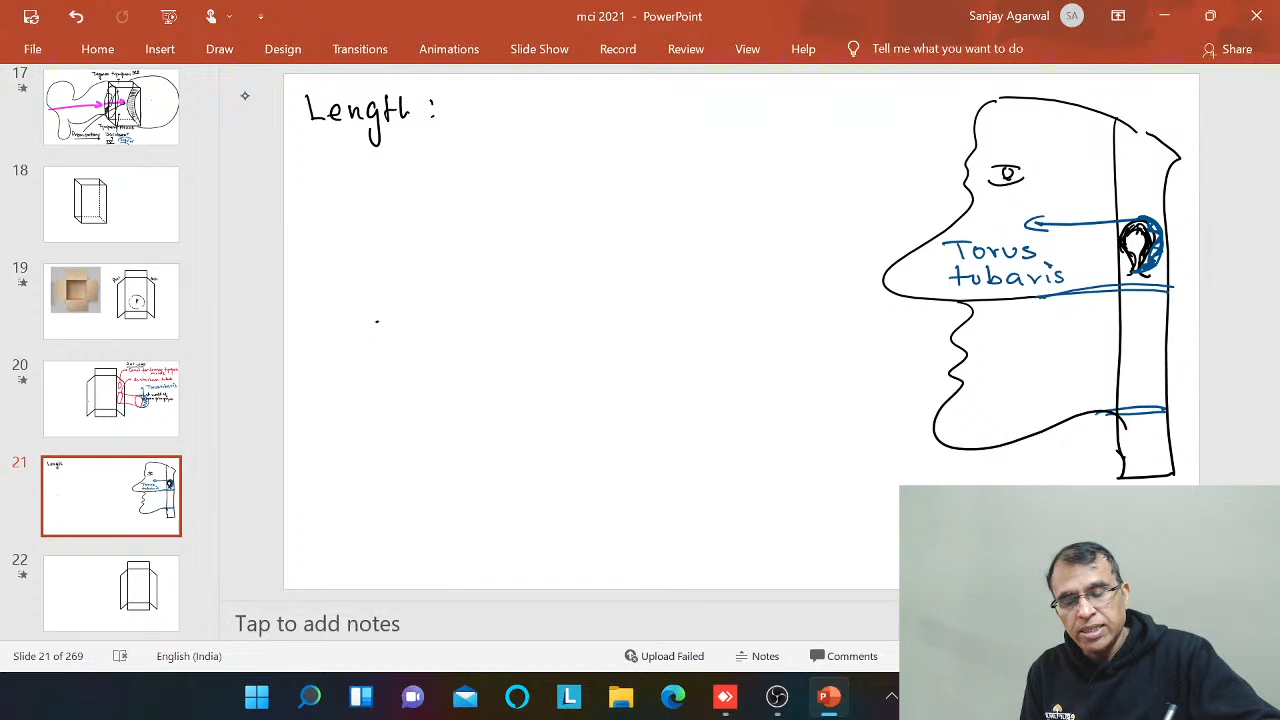 mci 2021 - PowerPoint
Sanjay Agarwal
SA
File
Home
Insert
Draw
Design
Transitions
Animations
Slide Show
Record
Review
View
Help
Tell me what you want to do
Share
17
18
19
20
21
22
Length :
Torus
tubaris
Tap to add notes
Slide 21 of 269
English (India)
Upload Failed
Notes
Comments